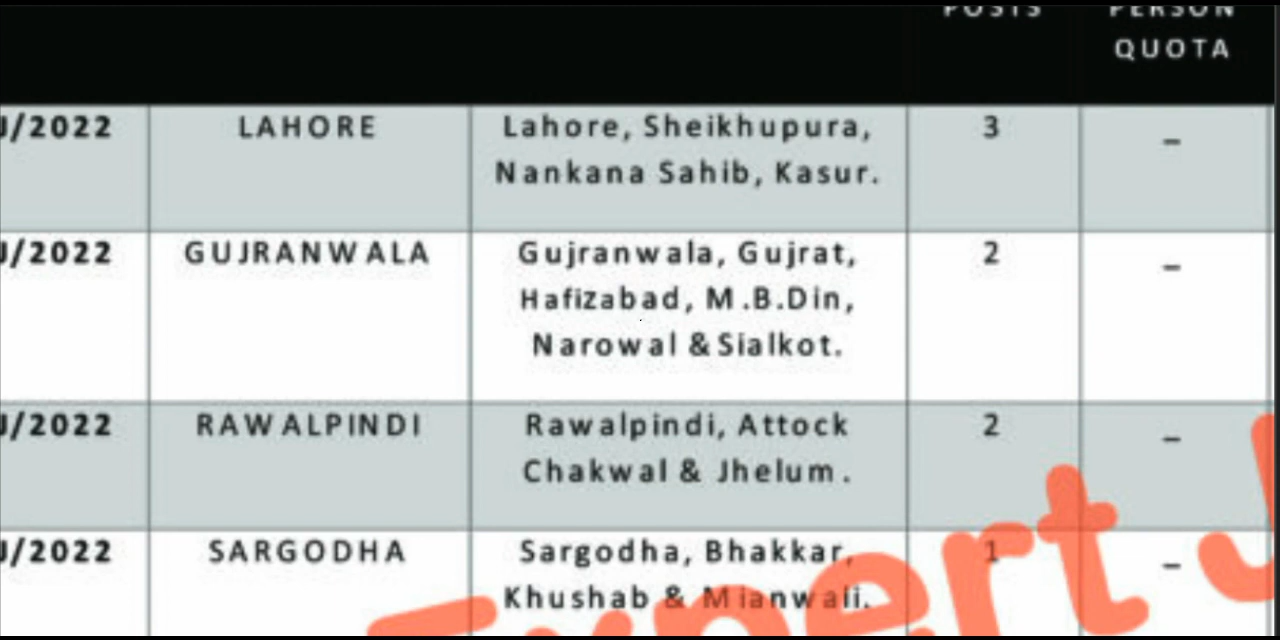 POSTS PERSON
QUOTA
J/2022 LAHORE Lahore, Sheikhupura, 3 –
Nankana Sahib, Kasur.
J/2022 GUJRANWALA Gujranwala, Gujrat, 2 –
Hafizabad, M.B.Din,
Narowal & Sialkot.
J/2022 RAWALPINDI Rawalpindi, Attock 2 –
Chakwal & Jhelum.
J/2022 SARGODHA Sargodha, Bhakkar, 1 –
Khushab & Mianwali.
Expert J